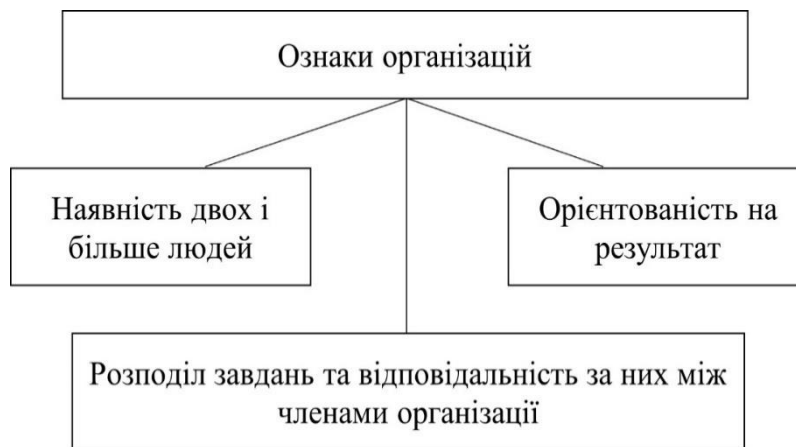 Ознаки організацій
Наявність двох і
більше людей
Орієнтованість на
результат
Розподіл завдань та відповідальність за них між
членами організації